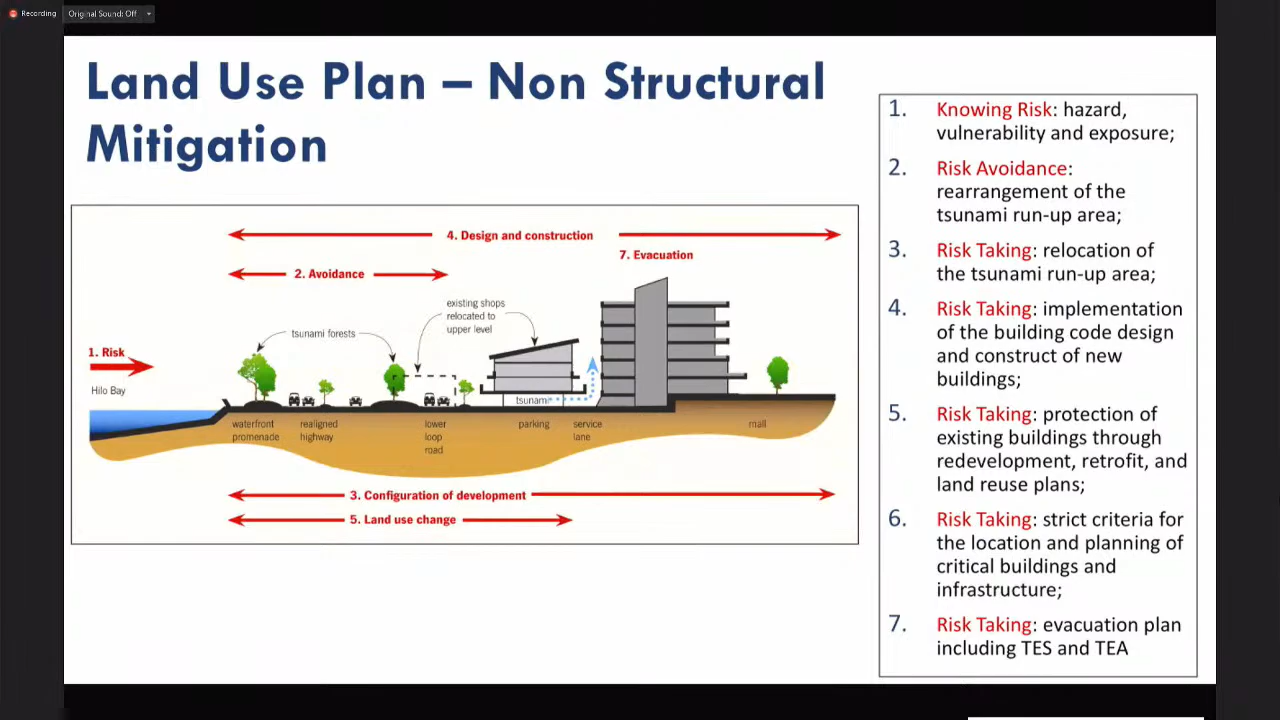 Recording
Original Sound: Off
Land Use Plan – Non Structural
Mitigation
4. Design and construction
7. Evacuation
2. Avoidance
existing shops
relocated to
upper level
tsunami forests
1. Risk
Hilo Bay
tsunami
waterfront
promenade
realigned
highway
lower
loop
road
parking
service
lane
mall
3. Configuration of development
5. Land use change
1. Knowing Risk: hazard,
vulnerability and exposure;
2. Risk Avoidance:
rearrangement of the
tsunami run-up area;
3. Risk Taking: relocation of
the tsunami run-up area;
4. Risk Taking: implementation
of the building code design
and construct of new
buildings;
5. Risk Taking: protection of
existing buildings through
redevelopment, retrofit, and
land reuse plans;
6. Risk Taking: strict criteria for
the location and planning of
critical buildings and
infrastructure;
7. Risk Taking: evacuation plan
including TES and TEA